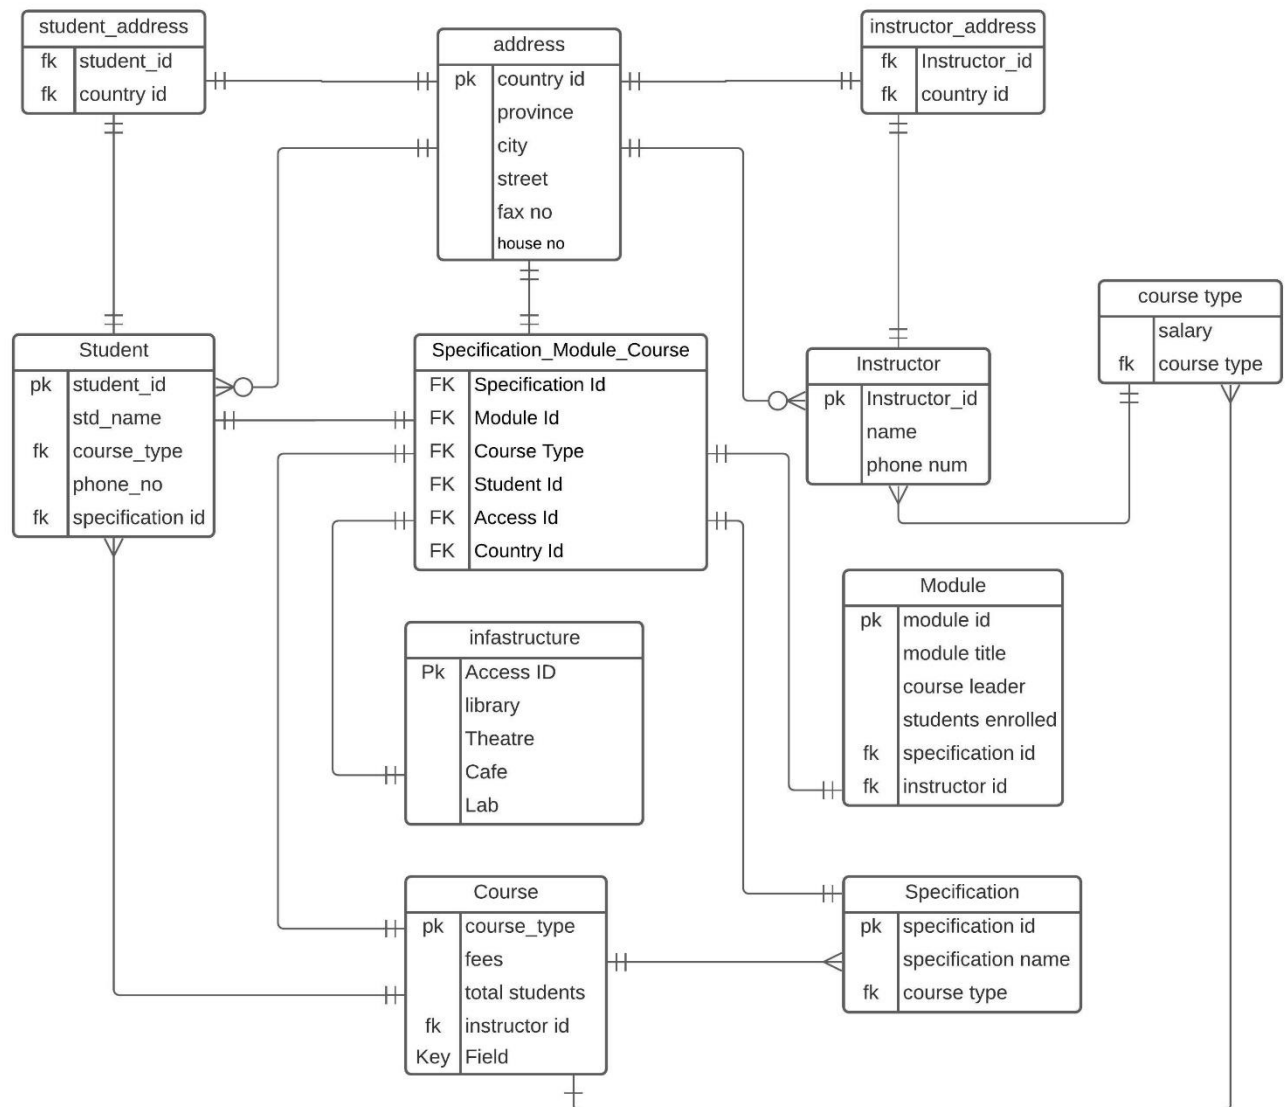 student_address
fk student_id
fk country id
address
pk country id
province
city
street
fax no
house no
instructor_address
fk Instructor_id
fk country id
course type
salary
fk course type
Student
pk student_id
std_name
fk course_type
phone_no
fk specification id
Specification_Module_Course
FK Specification Id
FK Module Id
FK Course Type
FK Student Id
FK Access Id
FK Country Id
Instructor
pk Instructor_id
name
phone num
Module
pk module id
module title
course leader
students enrolled
fk specification id
fk instructor id
infastructure
Pk Access ID
library
Theatre
Cafe
Lab
Course
pk course_type
fees
total students
fk instructor id
Key Field
Specification
pk specification id
specification name
fk course type